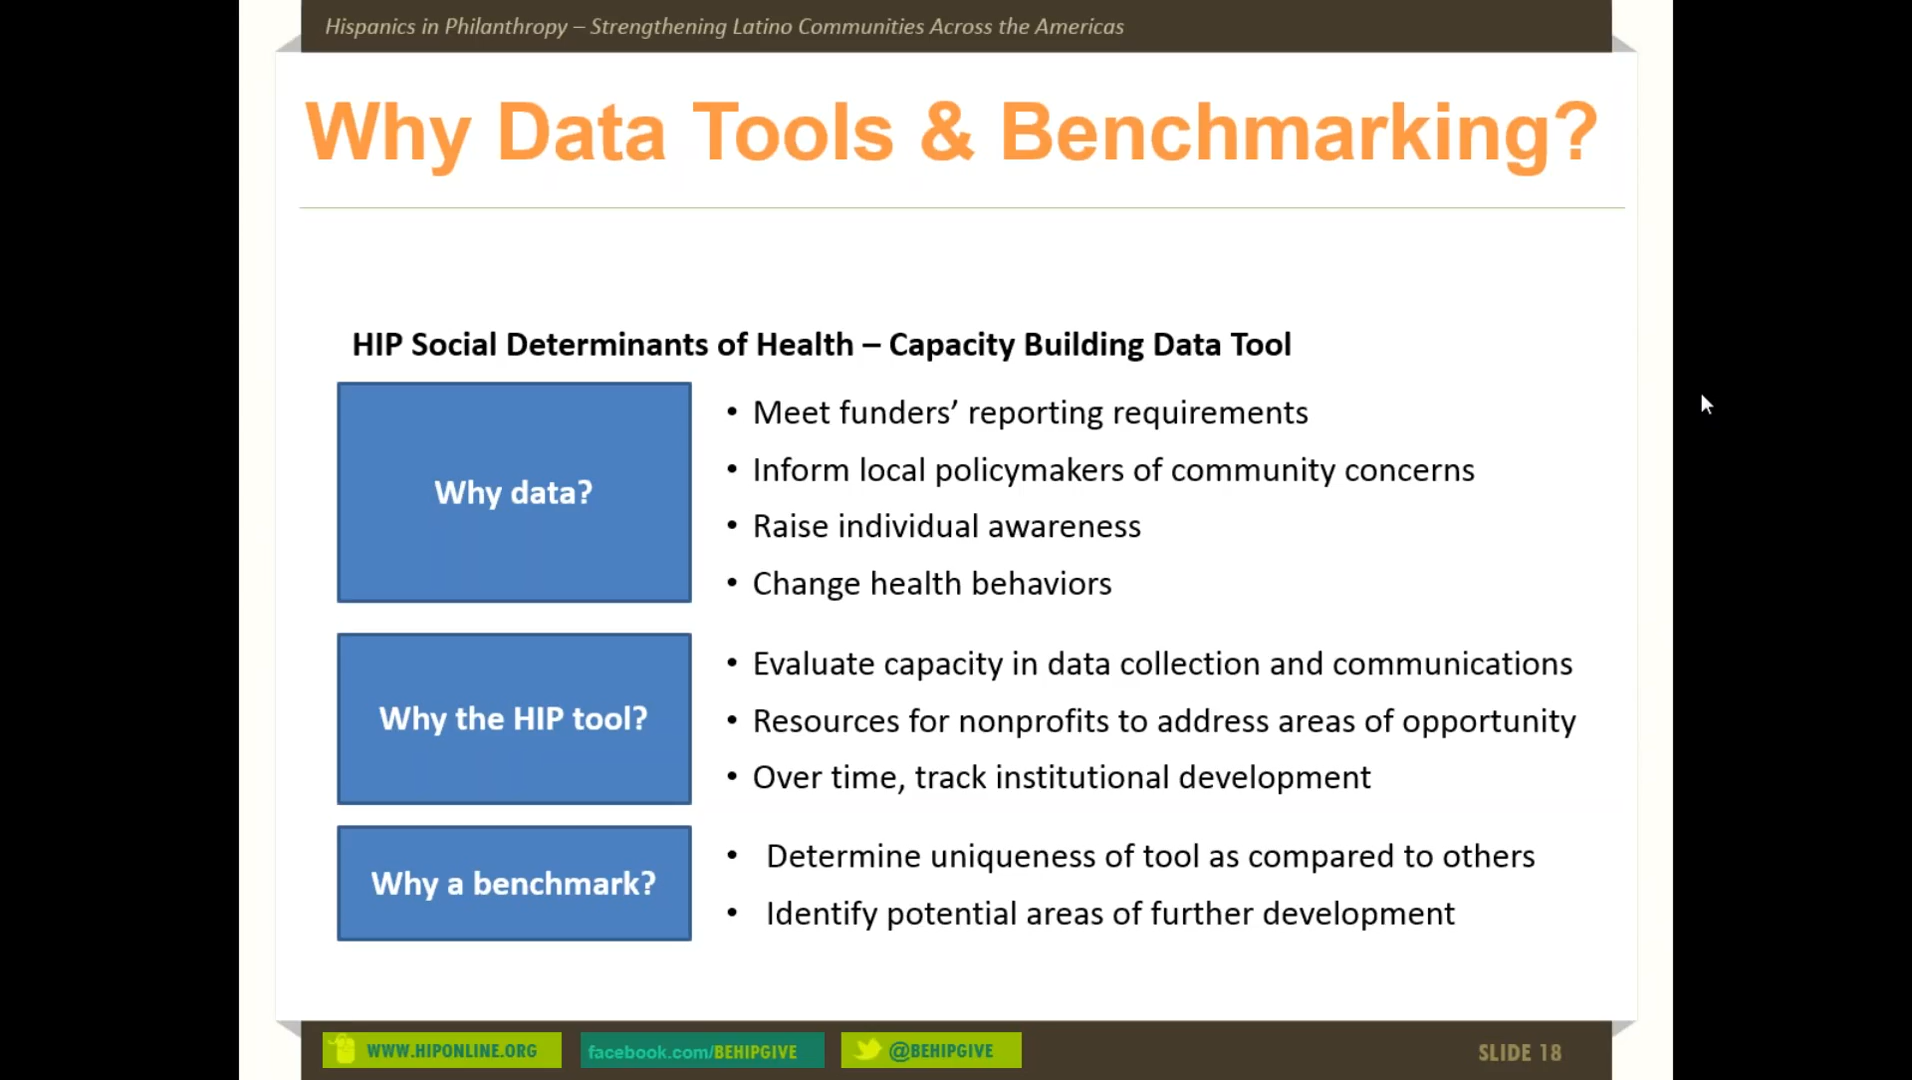 Hispanics in Philanthropy – Strengthening Latino Communities Across the Americas
Why Data Tools & Benchmarking?
HIP Social Determinants of Health – Capacity Building Data Tool
Why data?
• Meet funders’ reporting requirements
• Inform local policymakers of community concerns
• Raise individual awareness
• Change health behaviors
Why the HIP tool?
• Evaluate capacity in data collection and communications
• Resources for nonprofits to address areas of opportunity
• Over time, track institutional development
Why a benchmark?
• Determine uniqueness of tool as compared to others
• Identify potential areas of further development
WWW.HIPONLINE.ORG
facebook.com/BEHIPGIVE
@BEHIPGIVE
SLIDE 18